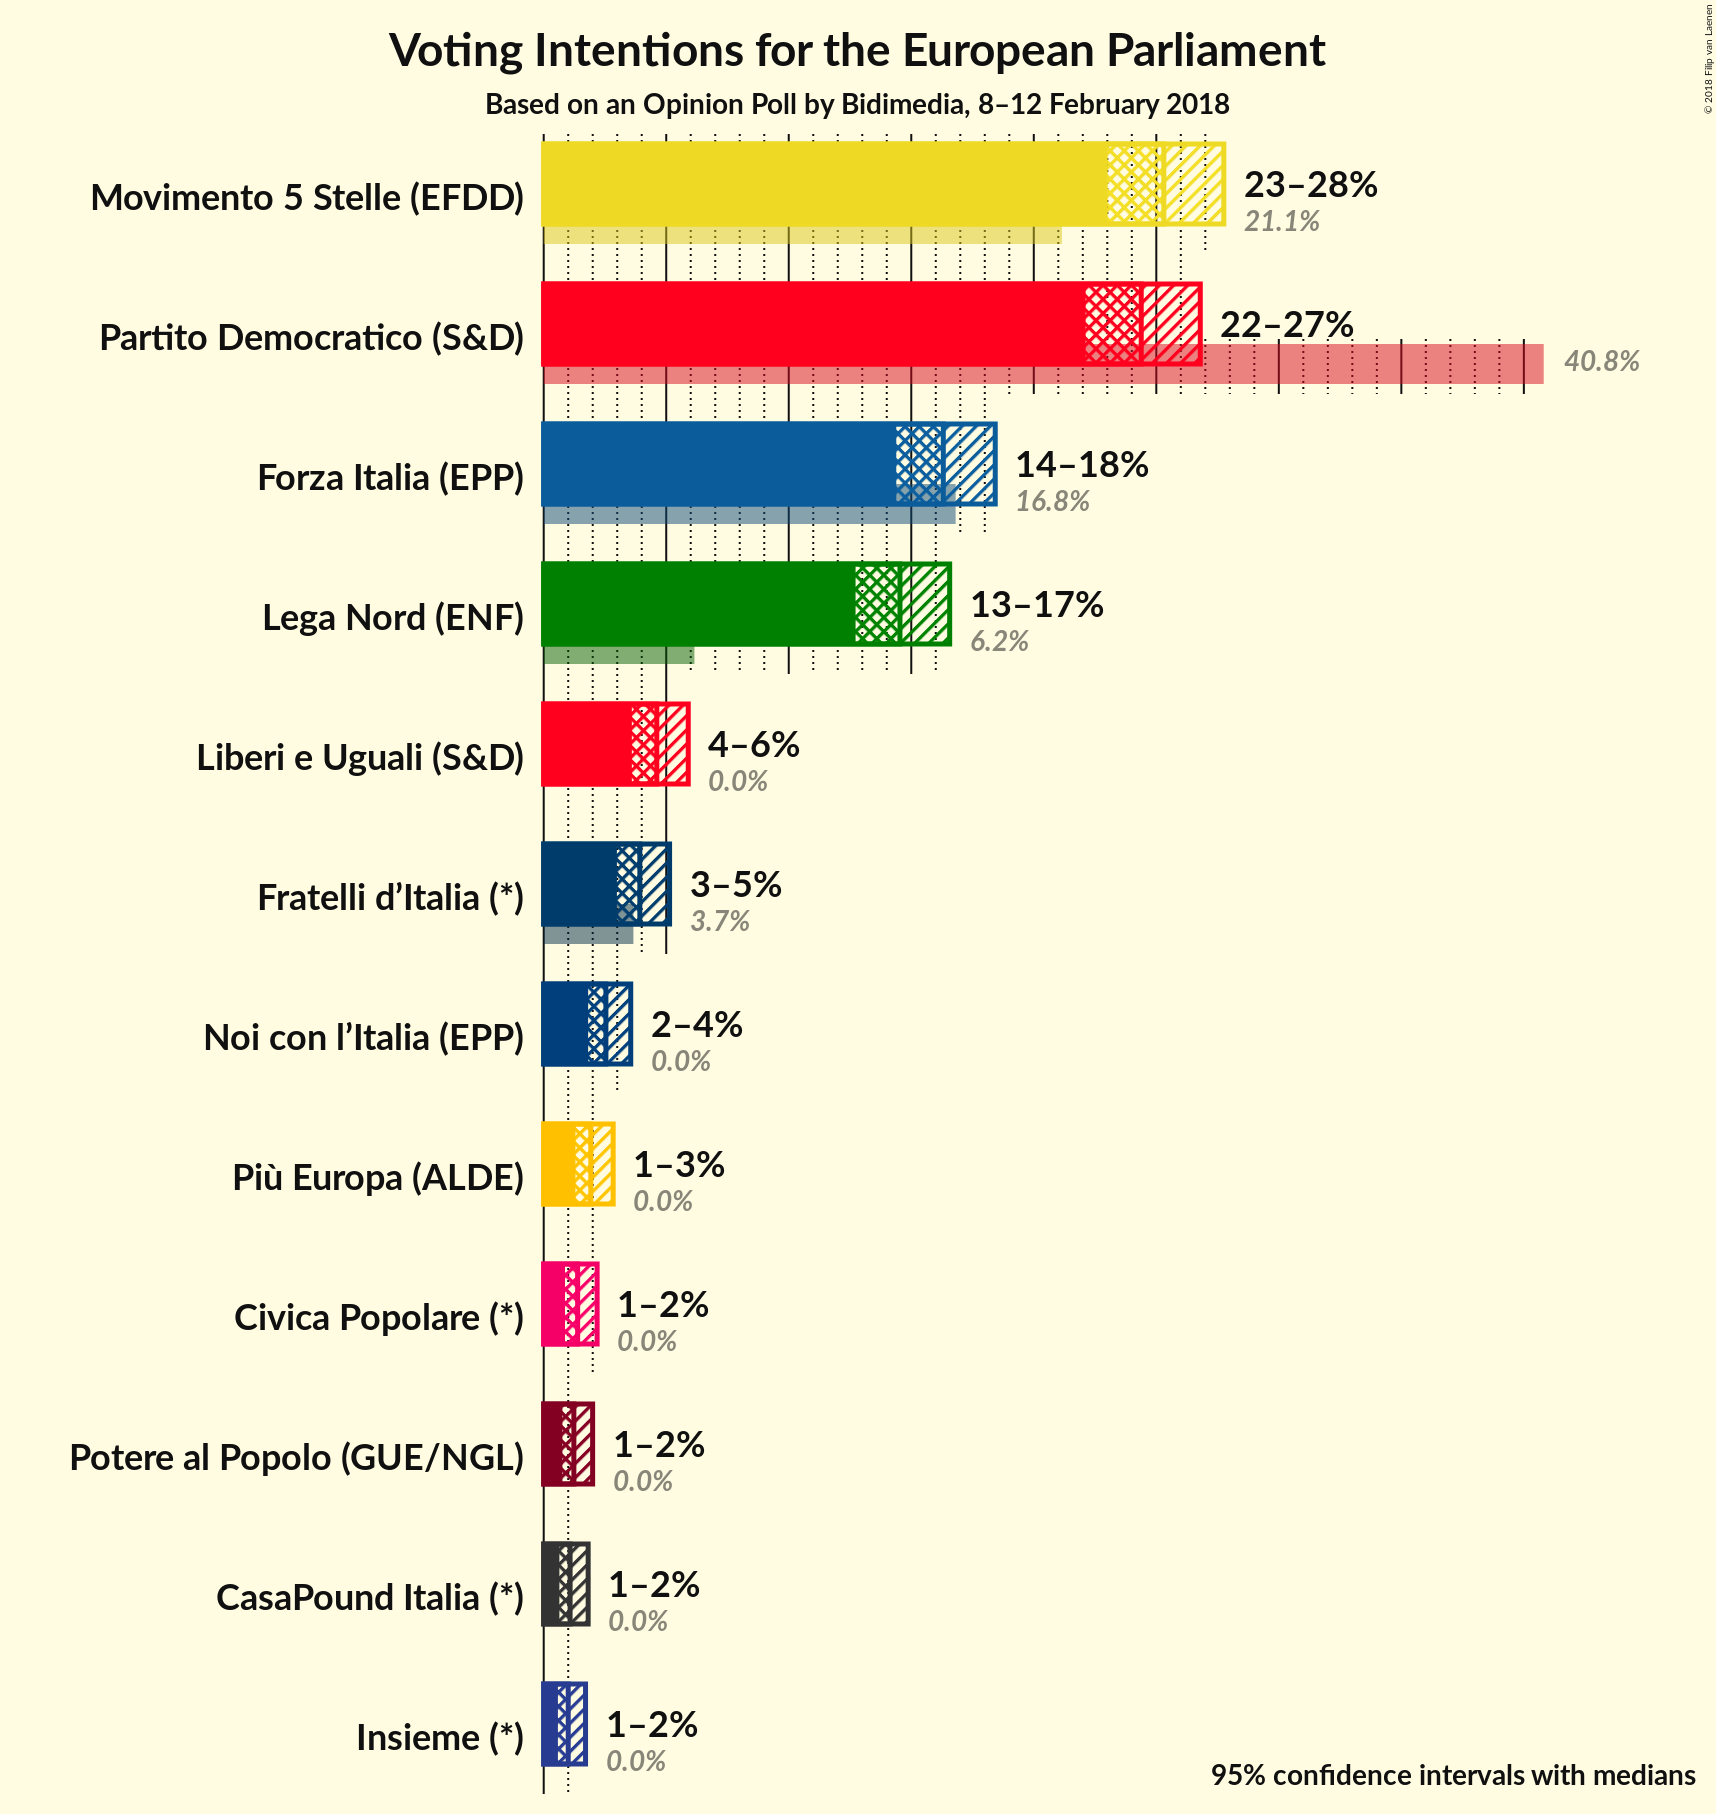 Voting Intentions for the European Parliament
Based on an Opinion Poll by Bidimedia, 8–12 February 2018
© 2018 Filip van Laenen
Movimento 5 Stelle (EFDD)
23–28%
21.1%
Partito Democratico (S&D)
22–27%
40.8%
Forza Italia (EPP)
14–18%
16.8%
Lega Nord (ENF)
13–17%
6.2%
Liberi e Uguali (S&D)
4–6%
0.0%
Fratelli d’Italia (*)
3–5%
3.7%
Noi con l’Italia (EPP)
2–4%
0.0%
Più Europa (ALDE)
1–3%
0.0%
Civica Popolare (*)
1–2%
0.0%
Potere al Popolo (GUE/NGL)
1–2%
0.0%
CasaPound Italia (*)
1–2%
0.0%
Insieme (*)
1–2%
0.0%
95% confidence intervals with medians